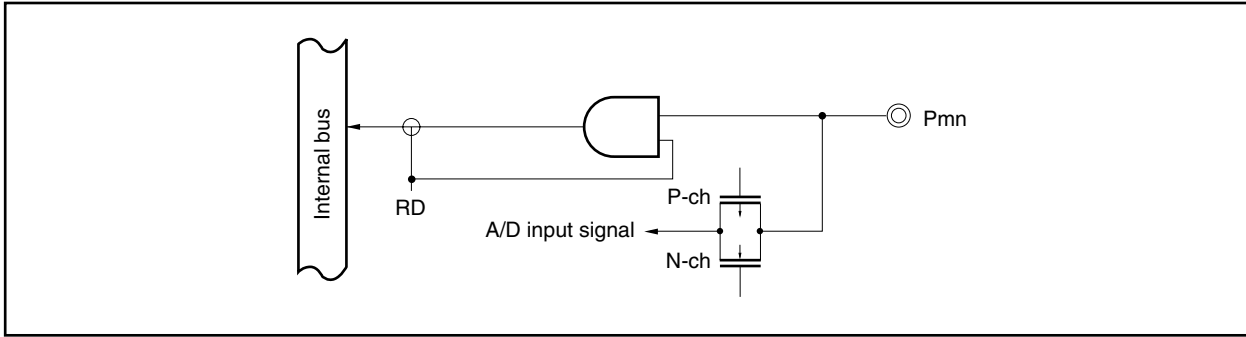 Internal bus
Pmn
P-ch
RD
A/D input signal
N-ch